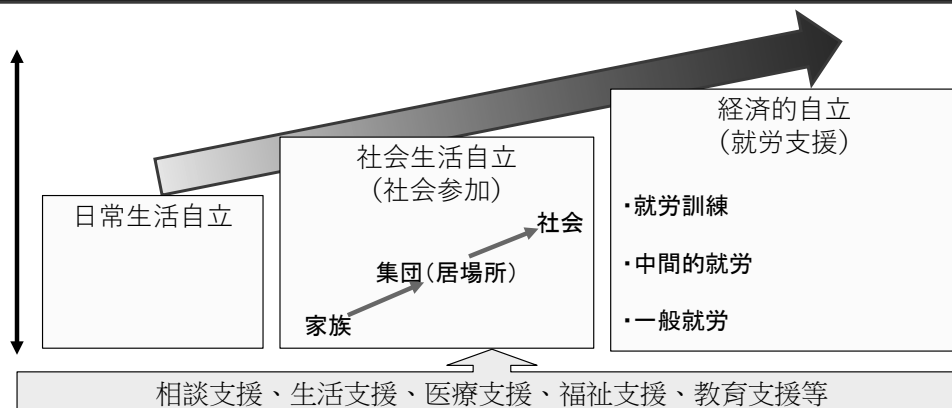 日常生活自立
社会生活自立
(社会参加)
社会
集団(居場所)
家族
経済的自立
(就労支援)
・就労訓練
・中間的就労
・一般就労
相談支援、生活支援、医療支援、福祉支援、教育支援等